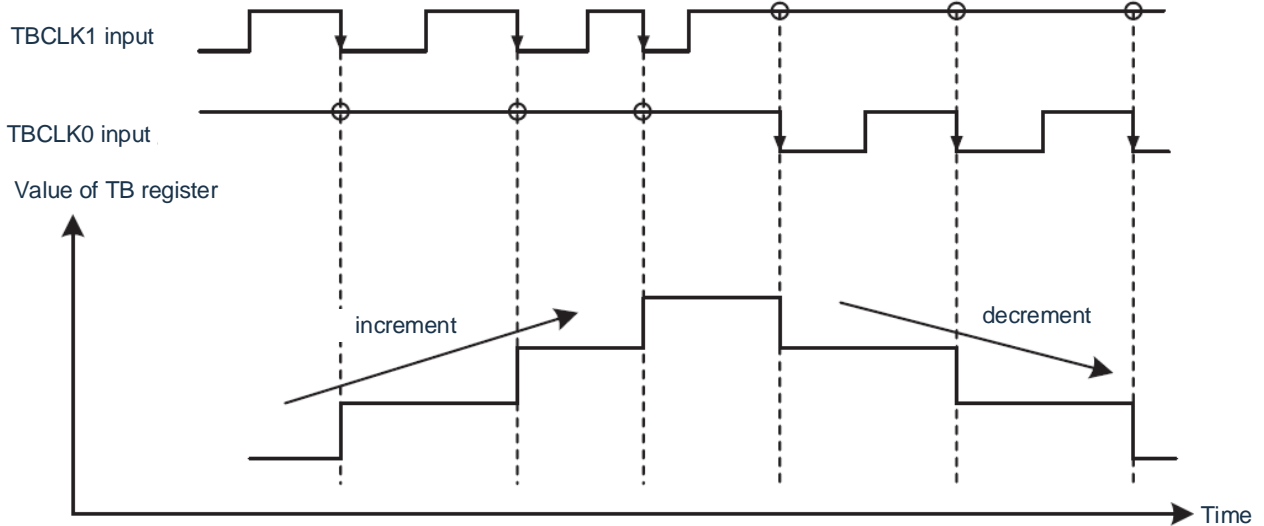 TBCLK1 input
TBCLK0 input
Value of TB register
increment
decrement
Time